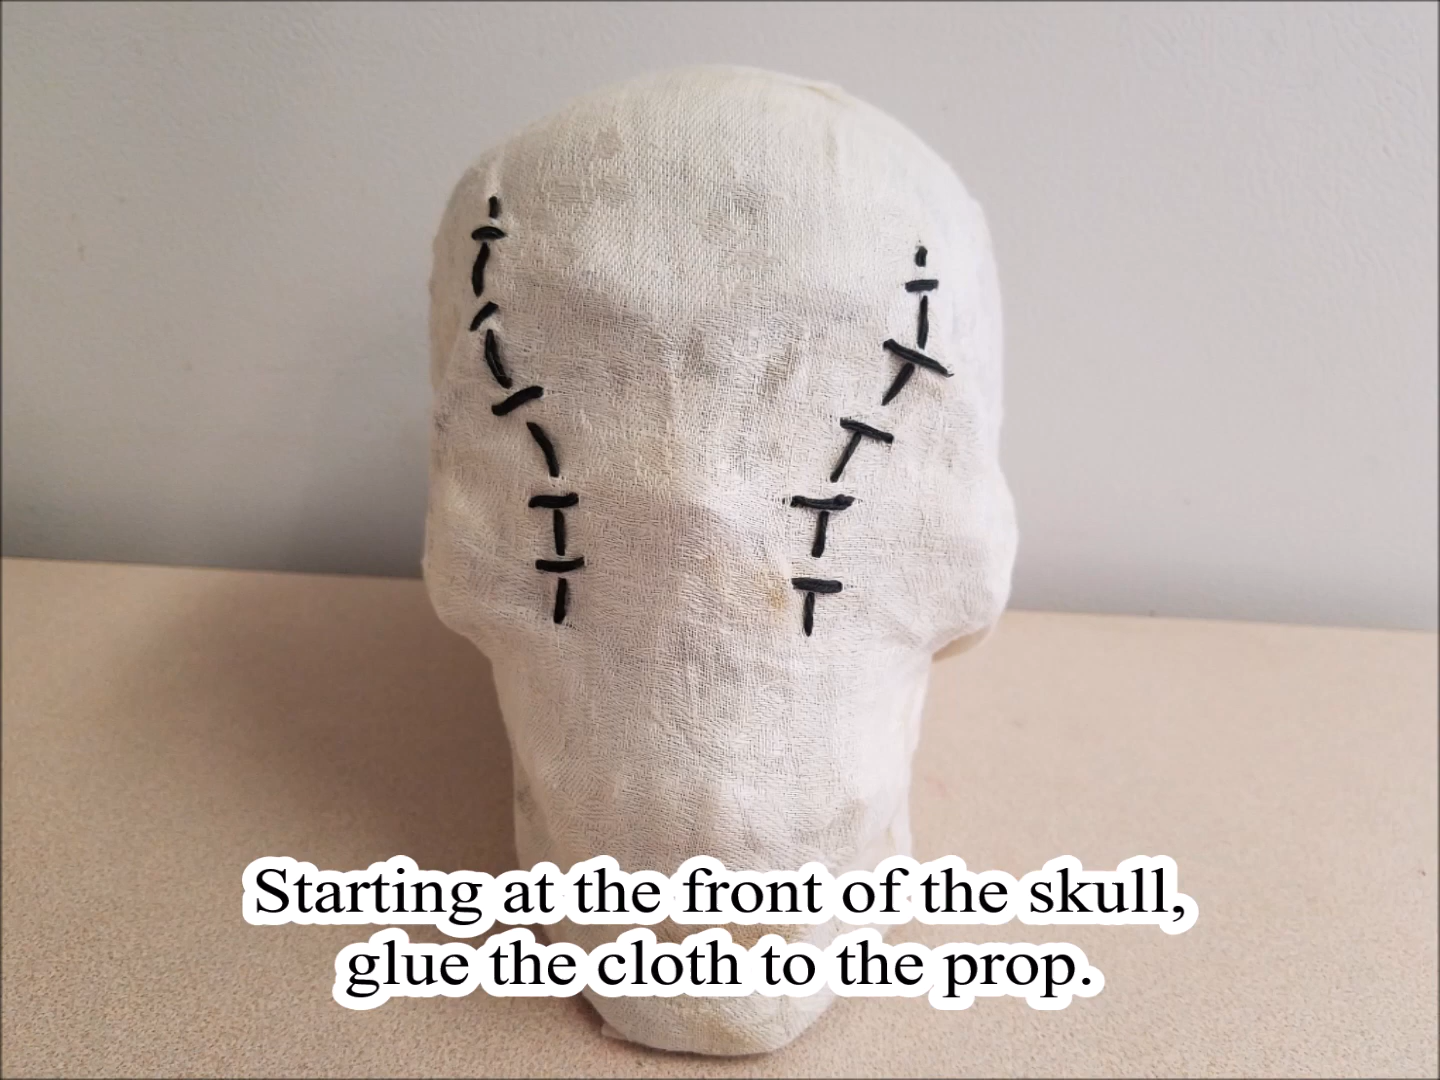 Starting at the front of the skull,
glue the cloth to the prop.